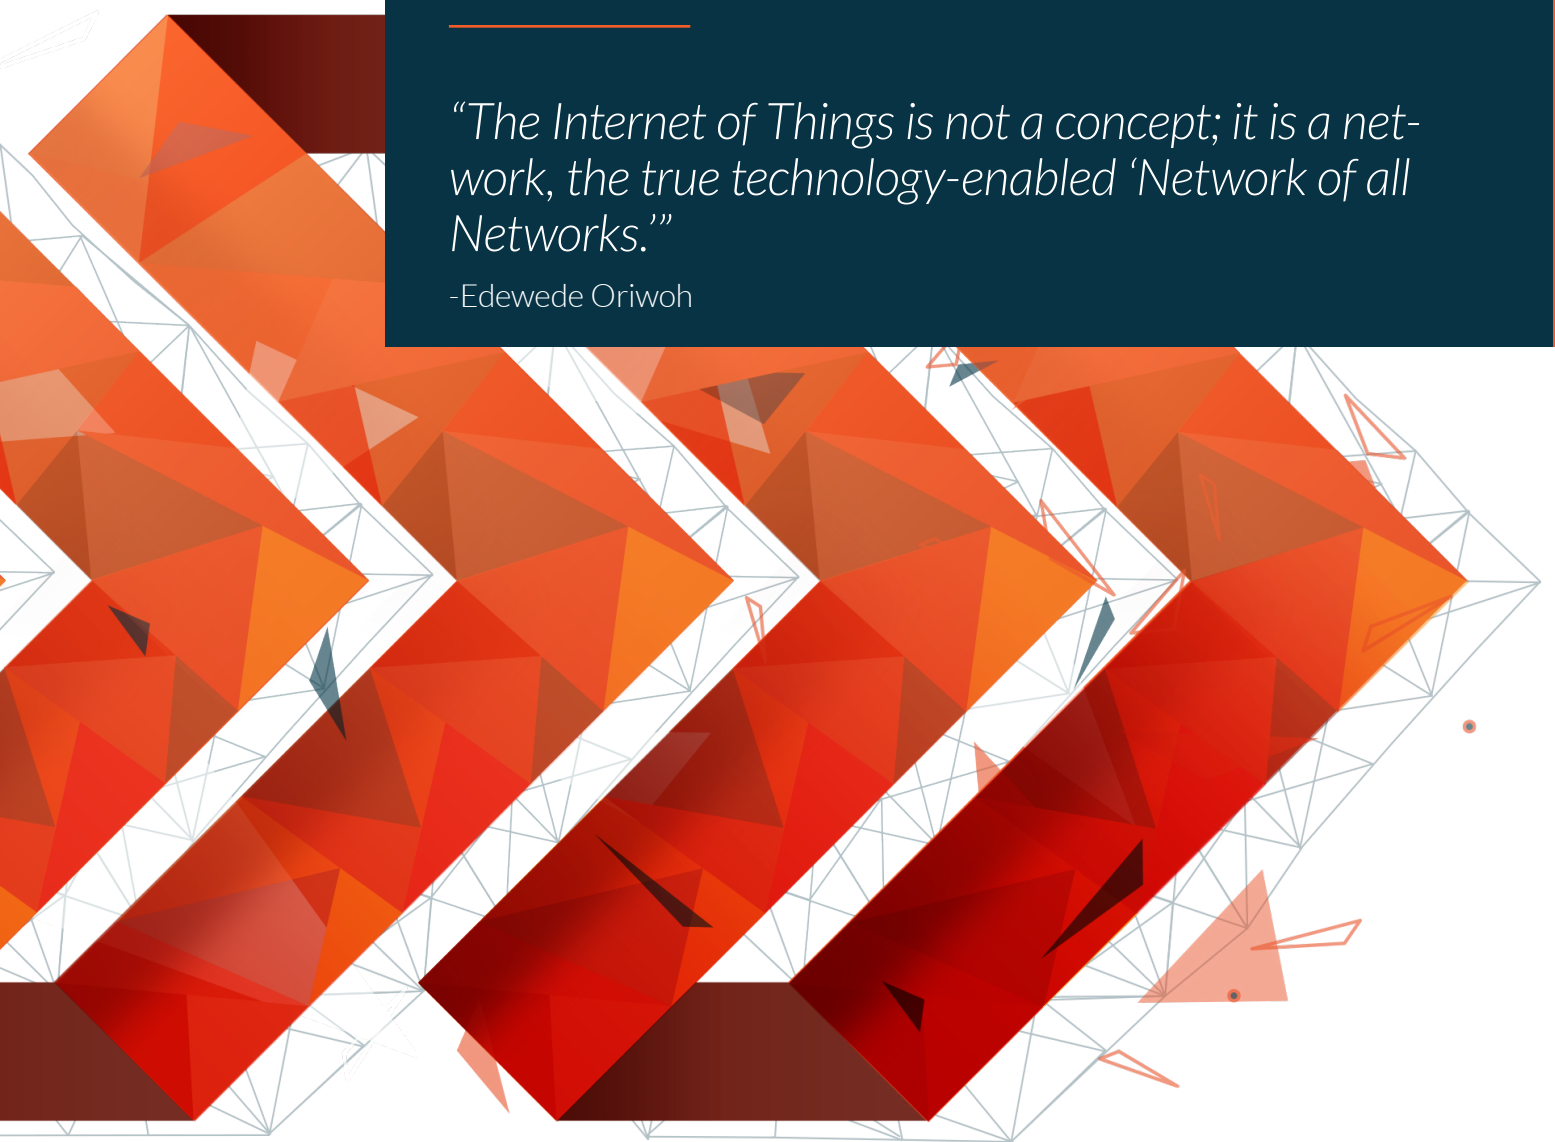 “The Internet of Things is not a concept; it is a net-
work, the true technology-enabled ‘Network of all
Networks.’”
-Edewede Oriwoh